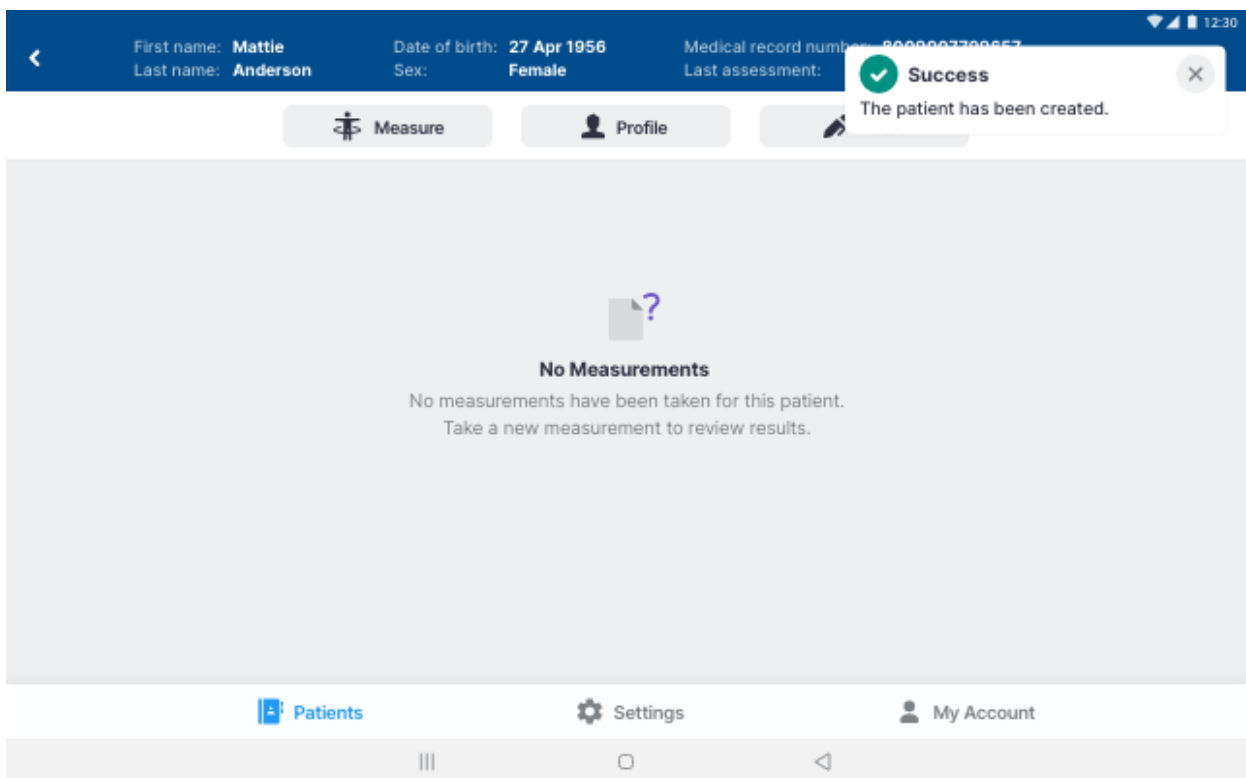 12:30
First name: Mattie
Last name: Anderson
Date of birth: 27 Apr 1956
Sex: Female
Medical record number:
Last assessment:
Success
The patient has been created.
Measure
Profile
?
No Measurements
No measurements have been taken for this patient.
Take a new measurement to review results.
Patients
Settings
My Account